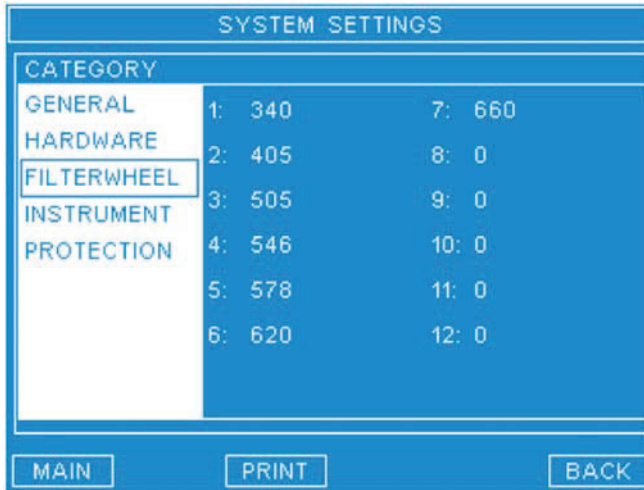 SYSTEM SETTINGS
CATEGORY
GENERAL
HARDWARE
FILTERWHEEL
INSTRUMENT
PROTECTION
1: 340
2: 405
3: 505
4: 546
5: 578
6: 620
7: 660
8: 0
9: 0
10: 0
11: 0
12: 0
MAIN PRINT BACK